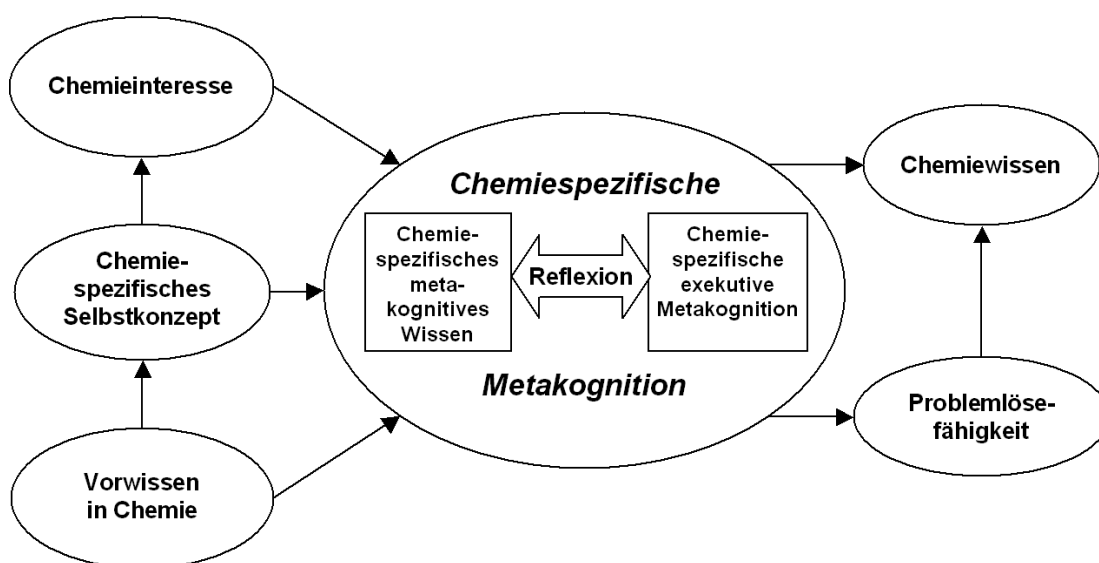 Chemieinteresse
Chemie-
spezifisches
Selbstkonzept
Vorwissen
in Chemie
Chemiespezifische
Chemie-
spezifisches
meta-
kognitives
Wissen
Reflexion
Chemie-
spezifische
exekutive
Metakognition
Metakognition
Chemiewissen
Problemlöse-
fähigkeit